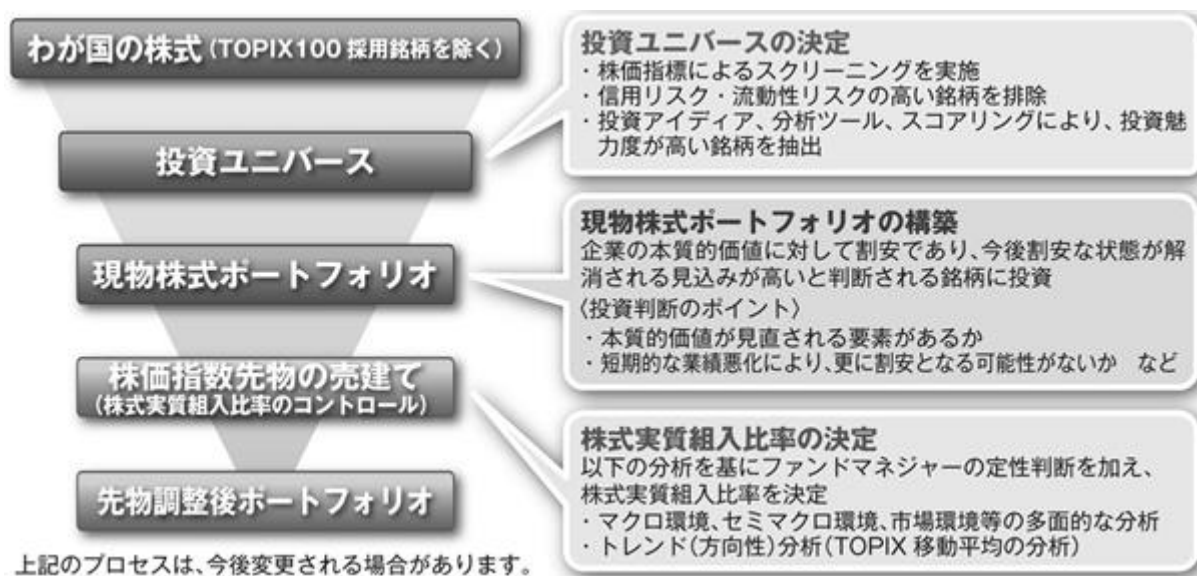 わが国の株式(TOPIX100 採用銘柄を除く)
投資ユニバース
現物株式ポートフォリオ
株価指数先物の売建て
(株式実質組入比率のコントロール)
先物調整後ポートフォリオ
上記のプロセスは、今後変更される場合があります。
投資ユニバースの決定
・株価指標によるスクリーニングを実施
・信用リスク・流動性リスクの高い銘柄を排除
・投資アイディア、分析ツール、スコアリングにより、投資魅
力度が高い銘柄を抽出
現物株式ポートフォリオの構築
企業の本質的価値に対して割安であり、今後割安な状態が解
消される見込みが高いと判断される銘柄に投資
〈投資判断のポイント〉
・本質的価値が見直される要素があるか
・短期的な業績悪化により、更に割安となる可能性がないか など
株式実質組入比率の決定
以下の分析を基にファンドマネジャーの定性判断を加え、
株式実質組入比率を決定
・マクロ環境、セミマクロ環境、市場環境等の多面的な分析
・トレンド(方向性)分析(TOPIX 移動平均の分析)